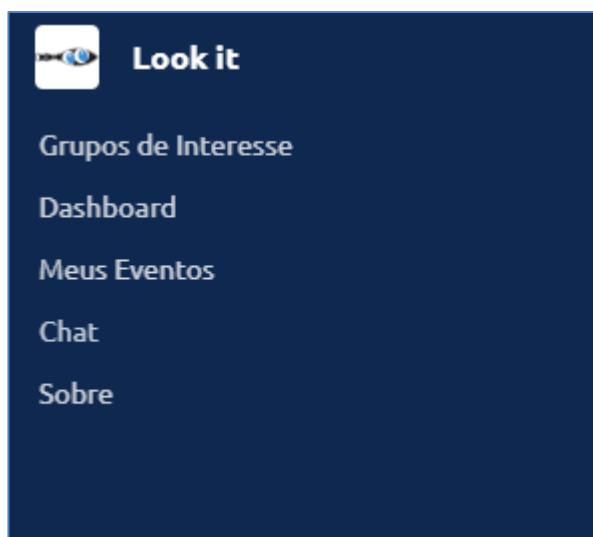 Look it
Grupos de Interesse
Dashboard
Meus Eventos
Chat
Sobre